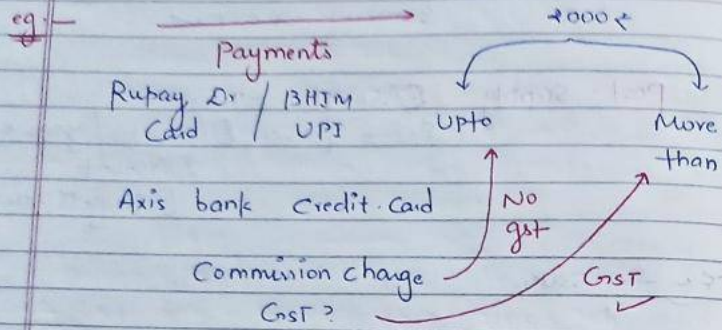 eg:-
2000₹
Payments
Rupay Dr / BHIM
Card / UPI
Upto
More
than
Axis bank Credit Card
No
gst
Commission charge
GST
GST ?